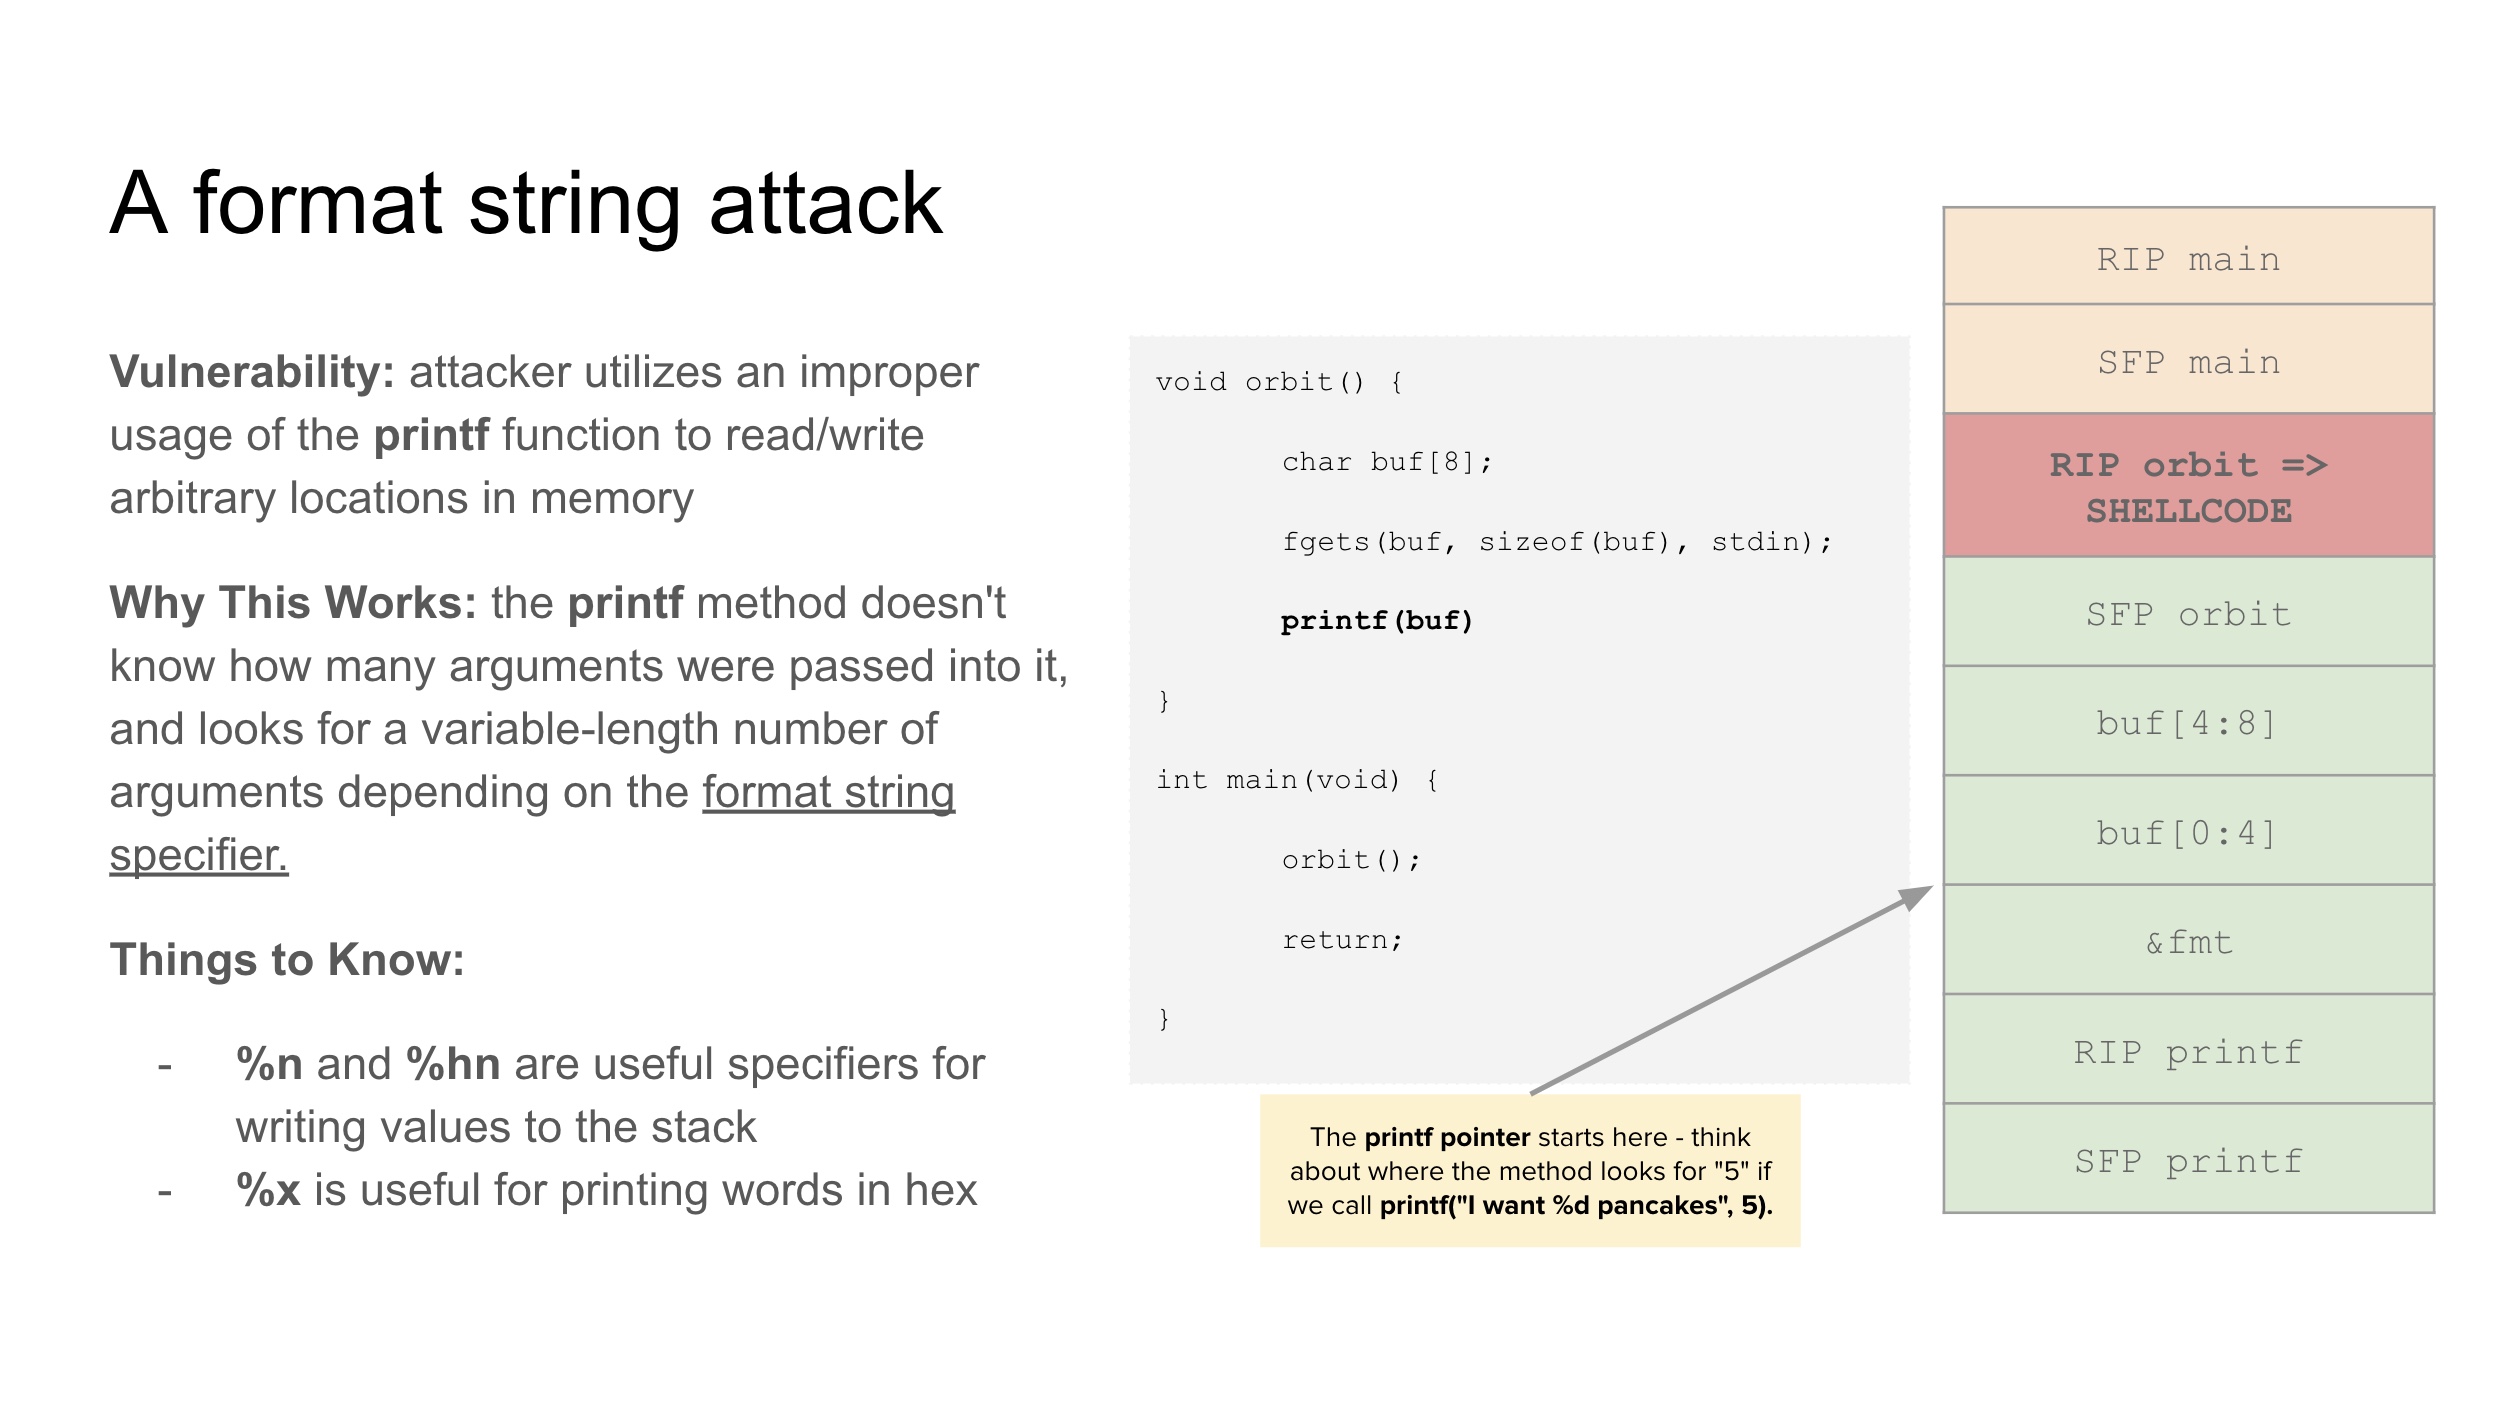 A format string attack
Vulnerability: attacker utilizes an improper
usage of the printf function to read/write
arbitrary locations in memory
Why This Works: the printf method doesn't
know how many arguments were passed into it,
and looks for a variable-length number of
arguments depending on the format string
specifier.
Things to Know:
- %n and %hn are useful specifiers for
writing values to the stack
- %x is useful for printing words in hex
void orbit() {
char buf[8];
fgets(buf, sizeof(buf), stdin);
printf(buf)
}
int main(void) {
orbit();
return;
}
The printf pointer starts here - think
about where the method looks for "5" if
we call printf("I want %d pancakes", 5).
RIP main
SFP main
RIP orbit =>
SHELLCODE
SFP orbit
buf[4:8]
buf[0:4]
&fmt
RIP printf
SFP printf